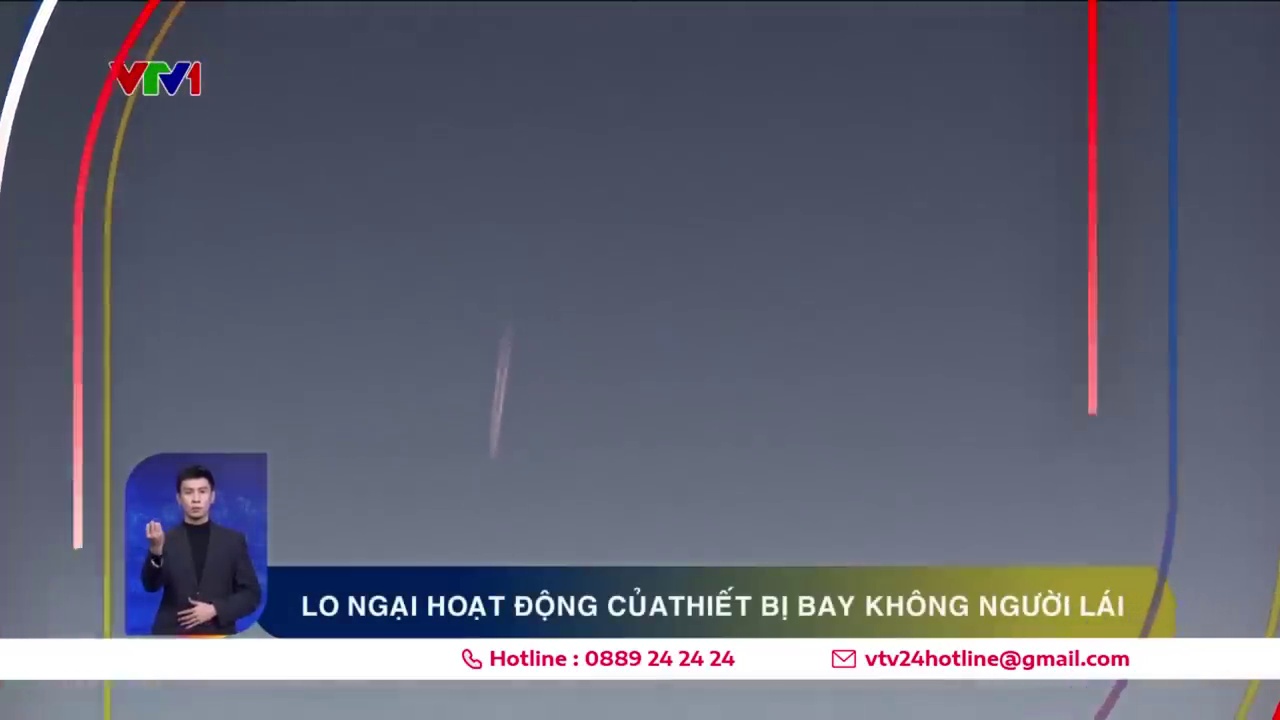 VTV1
LO NGẠI HOẠT ĐỘNG CỦATHIẾT BỊ BAY KHÔNG NGƯỜI LÁI
Hotline : 0889 24 24 24
vtv24hotline@gmail.com